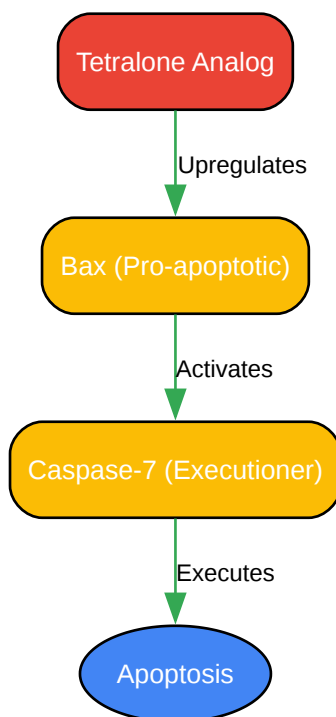 Tetralone Analog
Upregulates
Bax (Pro-apoptotic)
Activates
Caspase-7 (Executioner)
Executes
Apoptosis